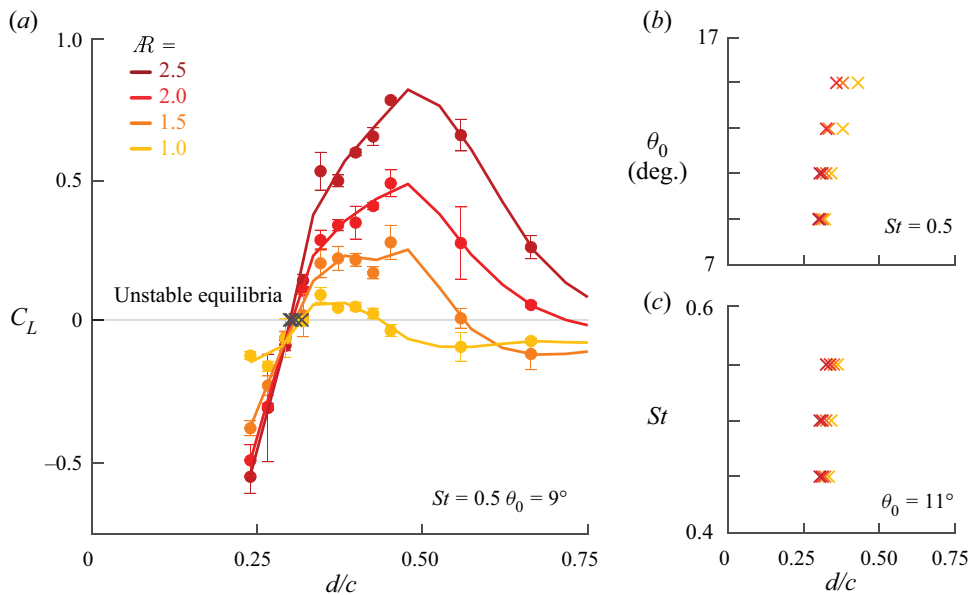 (a)
1.0
0.5
0
–0.5
C_L
Æ =
2.5
2.0
1.5
1.0
Unstable equilibria
St = 0.5 θ0 = 9°
0
0.25
0.50
0.75
d/c
(b)
17
θ0
(deg.)
7
St = 0.5
(c)
0.6
St
0.4
θ0 = 11°
0
0.25
0.50
0.75
d/c